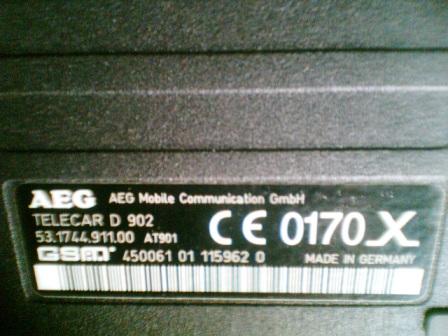 AEG AEG Mobile Communication GmbH
TELECAR D 902
53.1744.911.00 AT901
CE 0170 X
GSM 450061 01 115962 0 MADE IN GERMANY